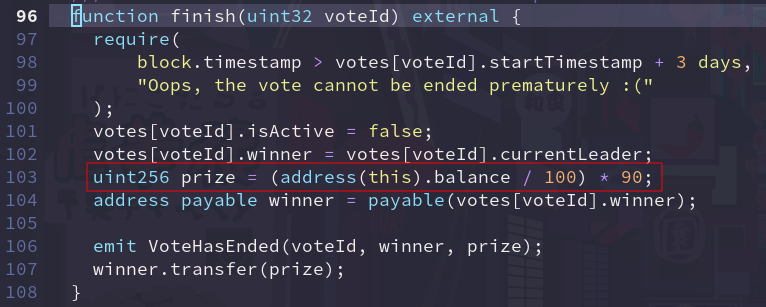 96 function finish(uint32 voteId) external {
97 require(
98 block.timestamp > votes[voteId].startTimestamp + 3 days,
99 "Oops, the vote cannot be ended prematurely :("
100 );
101 votes[voteId].isActive = false;
102 votes[voteId].winner = votes[voteId].currentLeader;
103 uint256 prize = (address(this).balance / 100) * 90;
104 address payable winner = payable(votes[voteId].winner);
105
106 emit VoteHasEnded(voteId, winner, prize);
107 winner.transfer(prize);
108 }